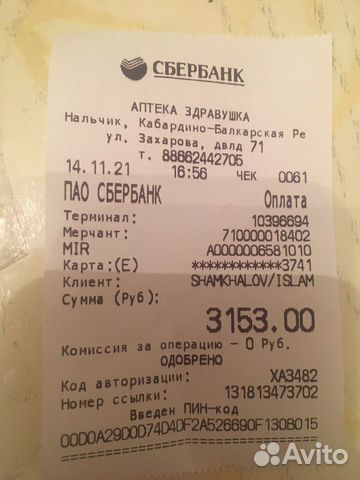 СБЕРБАНК
АПТЕКА ЗДРАВУШКА
Нальчик, Кабардино-Балкарская Ре
ул. Захарова, двлд 71
т. 88662442705
14.11.21 16:56 ЧЕК 0061
ПАО СБЕРБАНК Оплата
Терминал: 10396694
Мерчант: 710000018402
MIR A0000006581010
Карта:(E) ************3741
Клиент: SHAMKHALOV/ISLAM
Сумма (Руб):
3153.00
Комиссия за операцию - 0 Руб.
ОДОБРЕНО
Код авторизации: XA3482
Номер ссылки: 131813473702
Введен ПИН-код
00D0A29D0D74D4DF2A526690F130B015
Avito